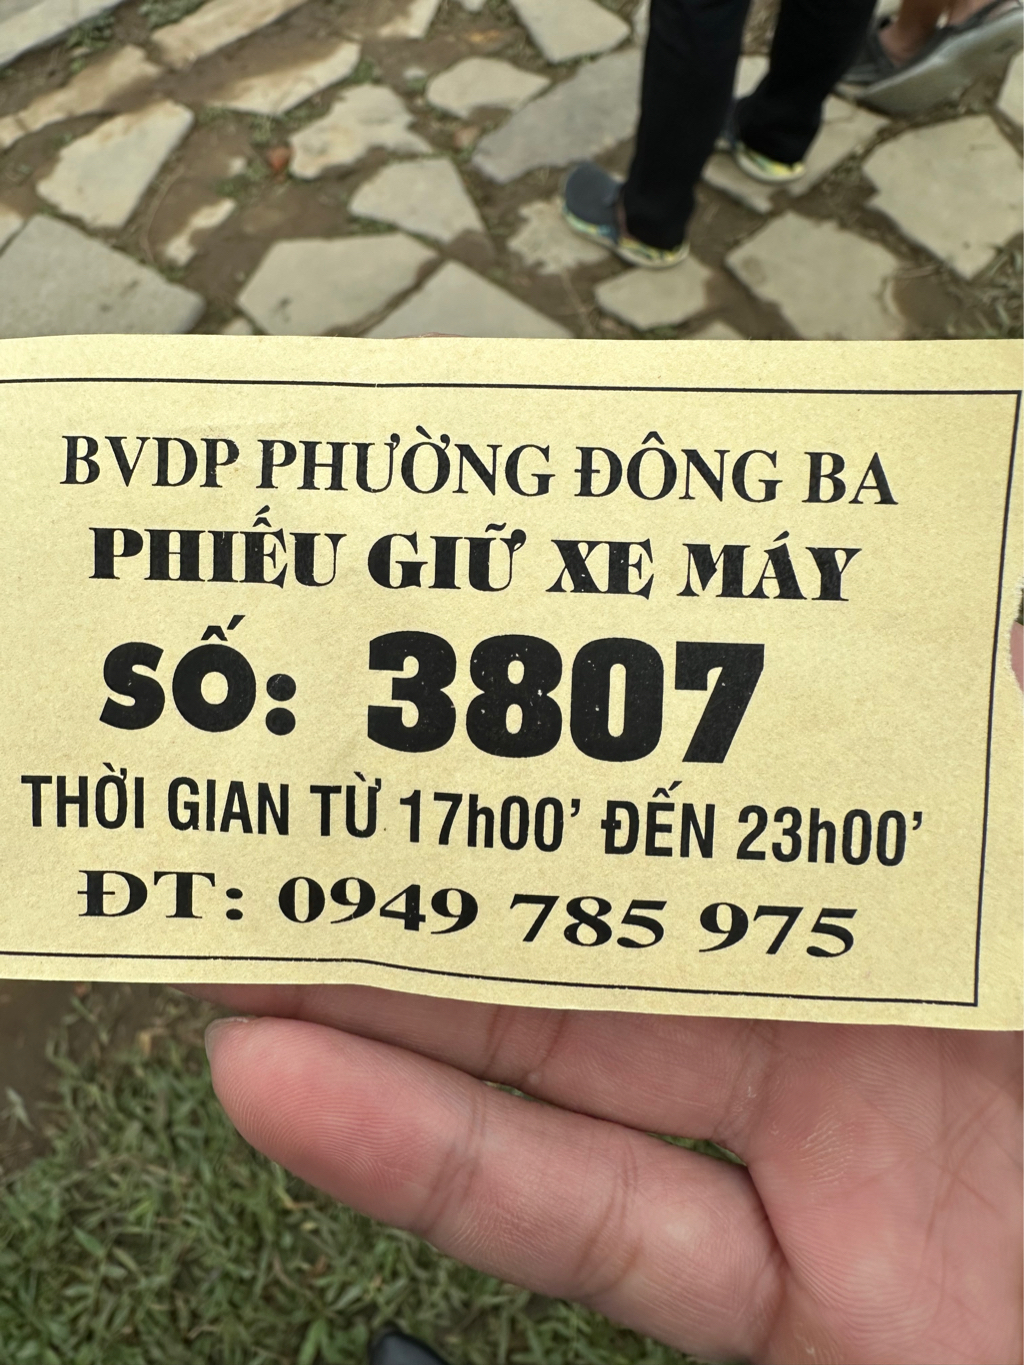 BVDP PHƯỜNG ĐÔNG BA
PHIẾU GIỮ XE MÁY
SỐ: 3807
THỜI GIAN TỪ 17h00’ ĐẾN 23h00’
ĐT: 0949 785 975